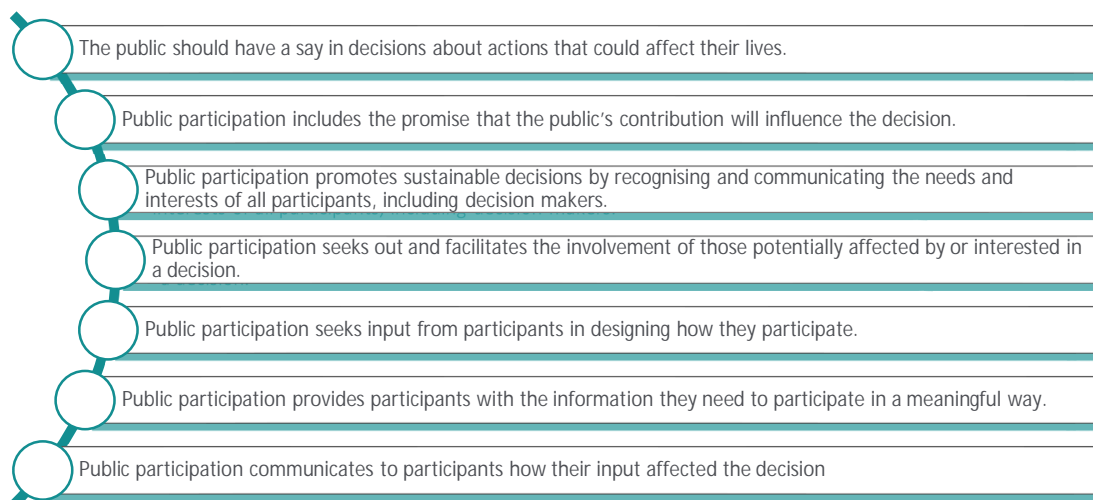 The public should have a say in decisions about actions that could affect their lives.
Public participation includes the promise that the public's contribution will influence the decision.
Public participation promotes sustainable decisions by recognising and communicating the needs and
interests of all participants, including decision makers.
Public participation seeks out and facilitates the involvement of those potentially affected by or interested in
a decision.
Public participation seeks input from participants in designing how they participate.
Public participation provides participants with the information they need to participate in a meaningful way.
Public participation communicates to participants how their input affected the decision